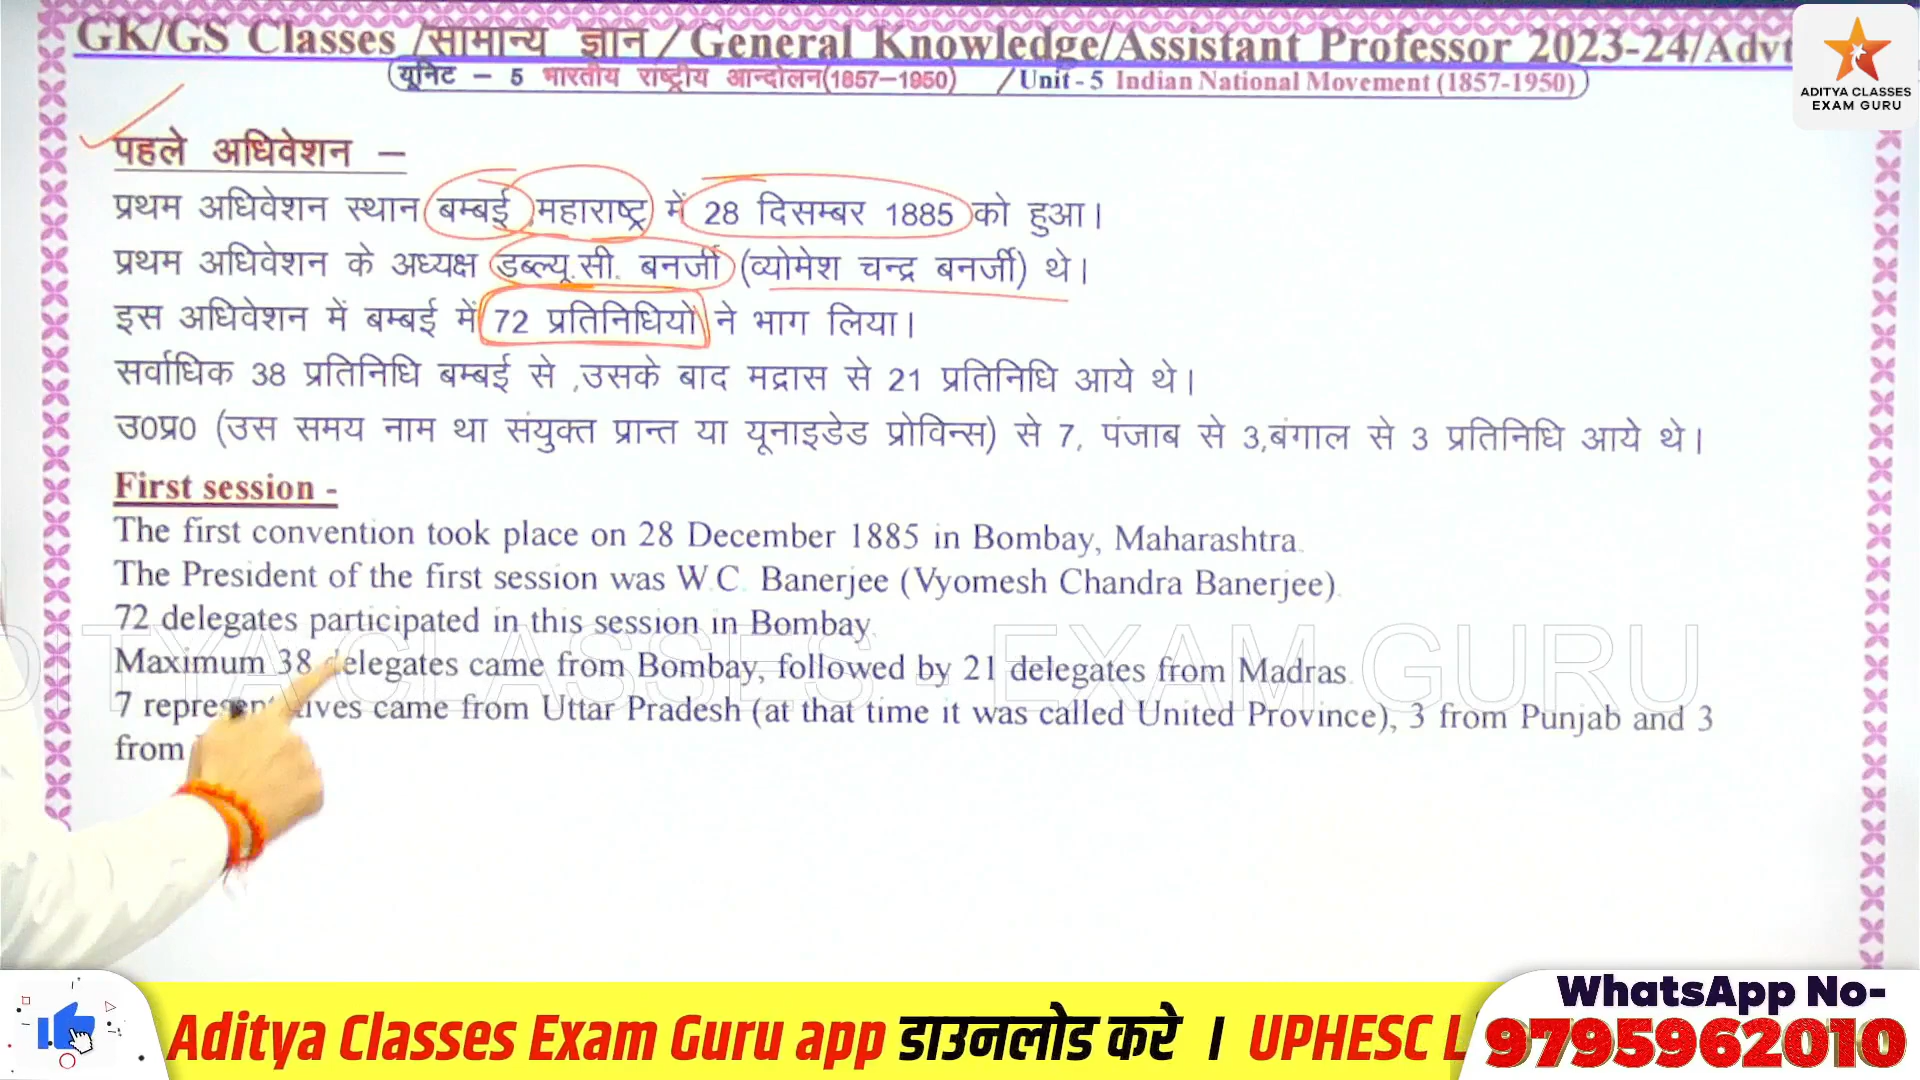 GK/GS Classes /सामान्य ज्ञान / General Knowledge/Assistant Professor 2023-24/Advt
यूनिट – 5 भारतीय राष्ट्रीय आन्दोलन(1857–1950) / Unit - 5 Indian National Movement (1857-1950)
ADITYA CLASSES
EXAM GURU
पहले अधिवेशन –
प्रथम अधिवेशन स्थान बम्बई महाराष्ट्र में 28 दिसम्बर 1885 को हुआ।
प्रथम अधिवेशन के अध्यक्ष डब्ल्यू.सी. बनर्जी (व्योमेश चन्द्र बनर्जी) थे।
इस अधिवेशन में बम्बई में 72 प्रतिनिधियों ने भाग लिया।
सर्वाधिक 38 प्रतिनिधि बम्बई से ,उसके बाद मद्रास से 21 प्रतिनिधि आये थे।
उ0प्र0 (उस समय नाम था संयुक्त प्रान्त या यूनाइडेड प्रोविन्स) से 7, पंजाब से 3,बंगाल से 3 प्रतिनिधि आये थे।
First session -
The first convention took place on 28 December 1885 in Bombay, Maharashtra.
The President of the first session was W.C. Banerjee (Vyomesh Chandra Banerjee).
72 delegates participated in this session in Bombay.
Maximum 38 delegates came from Bombay, followed by 21 delegates from Madras.
7 came from Uttar Pradesh (at that time it was called United Province), 3 from Punjab and 3
from
TYA CLASSES - EXAM GURU
Aditya Classes Exam Guru app डाउनलोड करे । UPHESC L
WhatsApp No-
9795962010